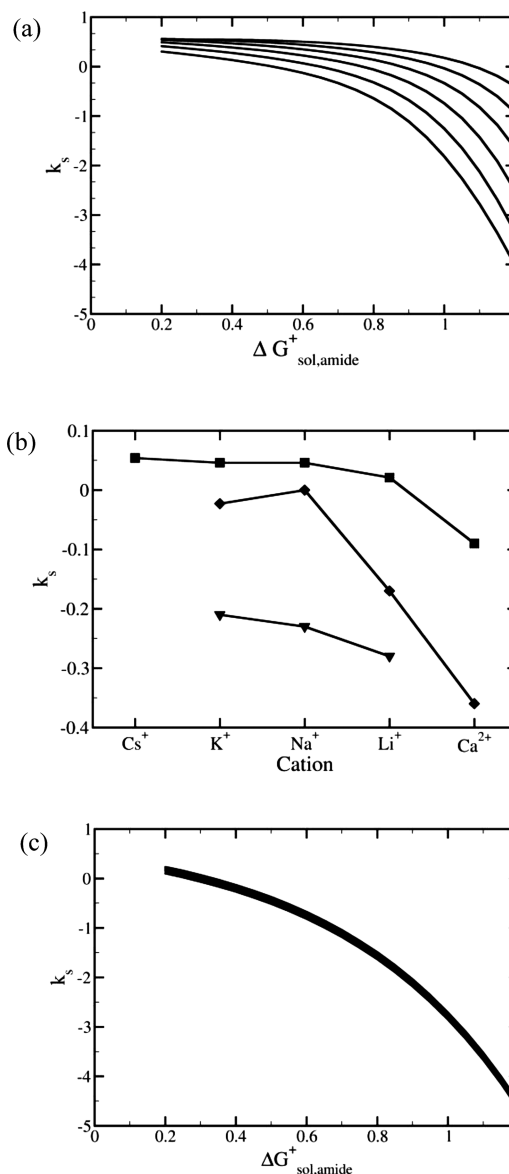 (a)
1
0
-1
-2
-3
-4
-5
k_s
0 0.2 0.4 0.6 0.8 1
Δ G^+_sol,amide
(b)
0.1
0
-0.1
-0.2
-0.3
-0.4
k_s
Cs^+ K^+ Na^+ Li^+ Ca^2+
Cation
(c)
1
0
-1
-2
-3
-4
-5
k_s
0 0.2 0.4 0.6 0.8 1
ΔG^+_sol,amide